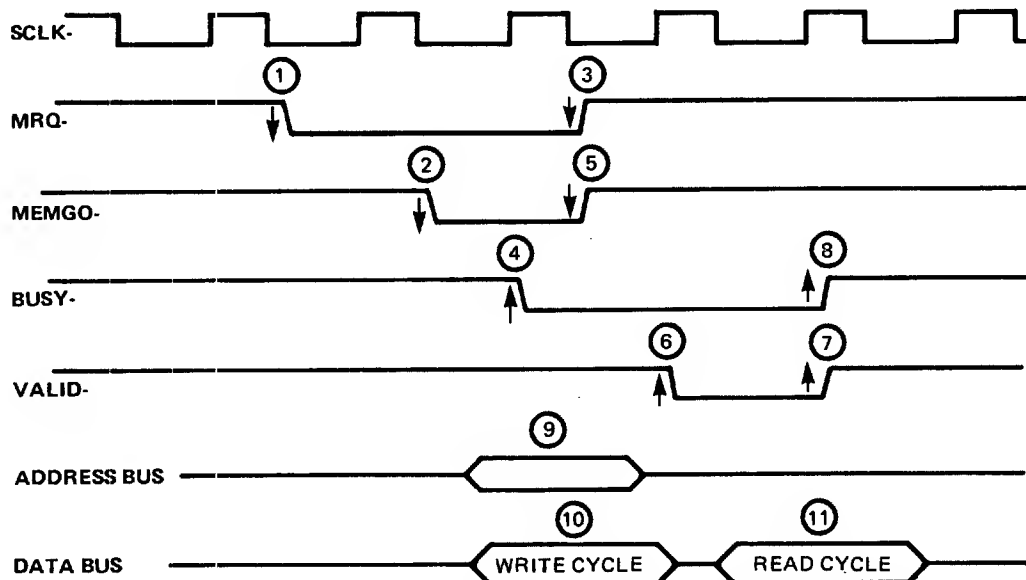 SCLK-
1 3
MRQ-
2 5
MEMGO-
4 8
BUSY-
6 7
VALID-
9
ADDRESS BUS
10 11
DATA BUS WRITE CYCLE READ CYCLE